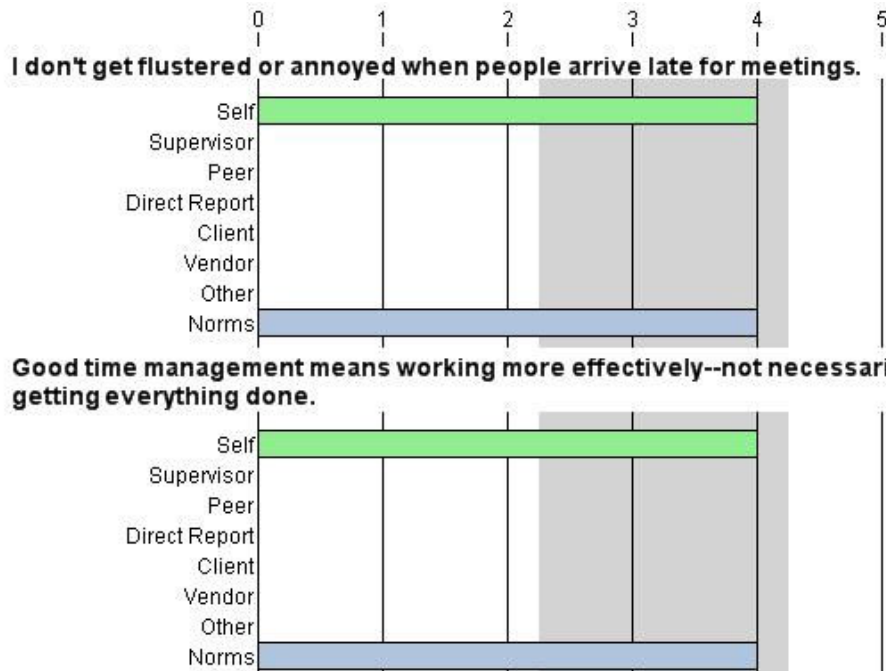 0 1 2 3 4 5
I don't get flustered or annoyed when people arrive late for meetings.
Self
Supervisor
Peer
Direct Report
Client
Vendor
Other
Norms
Good time management means working more effectively--not necessari
getting everything done.
Self
Supervisor
Peer
Direct Report
Client
Vendor
Other
Norms